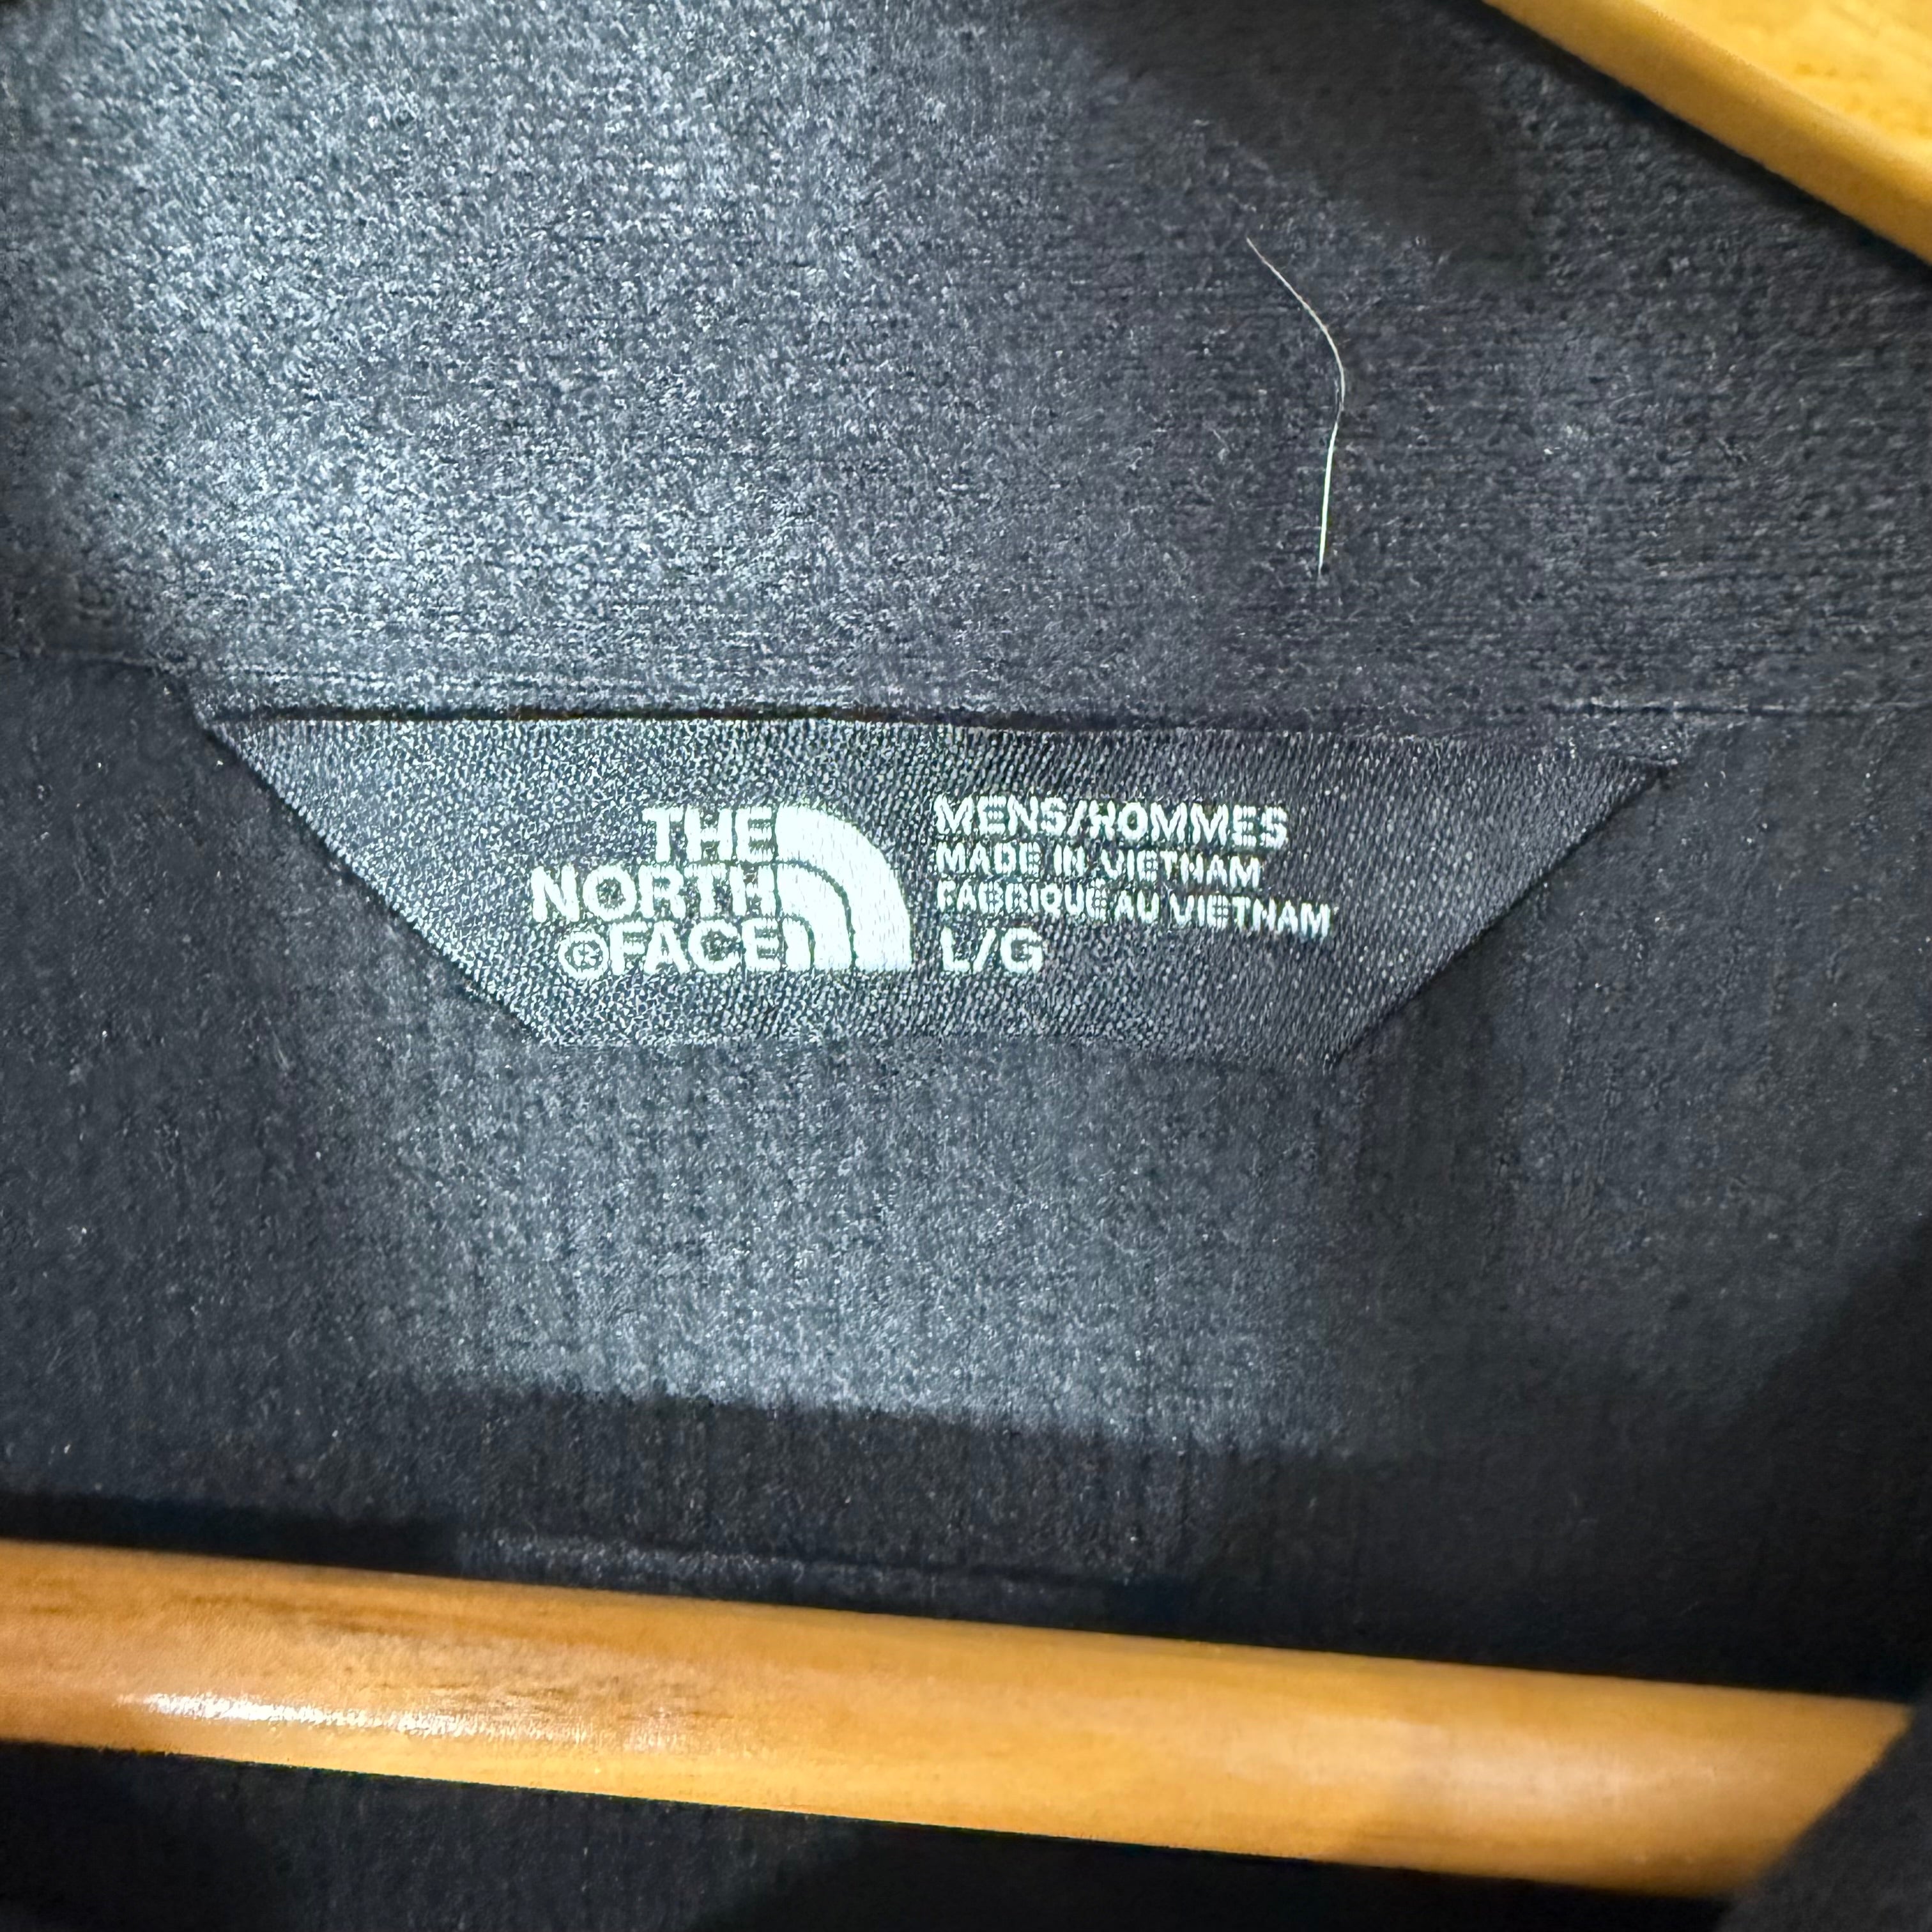 THE
NORTH
®FACE
MENS/HOMMES
MADE IN VIETNAM
FABRIQUÉ AU VIETNAM
L/G